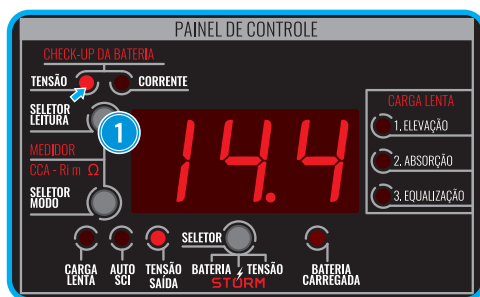 PAINEL DE CONTROLE
CHECK-UP DA BATERIA
TENSÃO
CORRENTE
SELETOR
LEITURA
1
MEDIDOR
CCA - Ri m Ω
SELETOR
MODO
14.4
CARGA LENTA
1. ELEVAÇÃO
2. ABSORÇÃO
3. EQUALIZAÇÃO
SELETOR
CARGA
LENTA
AUTO
SCI
TENSÃO
SAÍDA
BATERIA
TENSÃO
STORM
BATERIA
CARREGADA